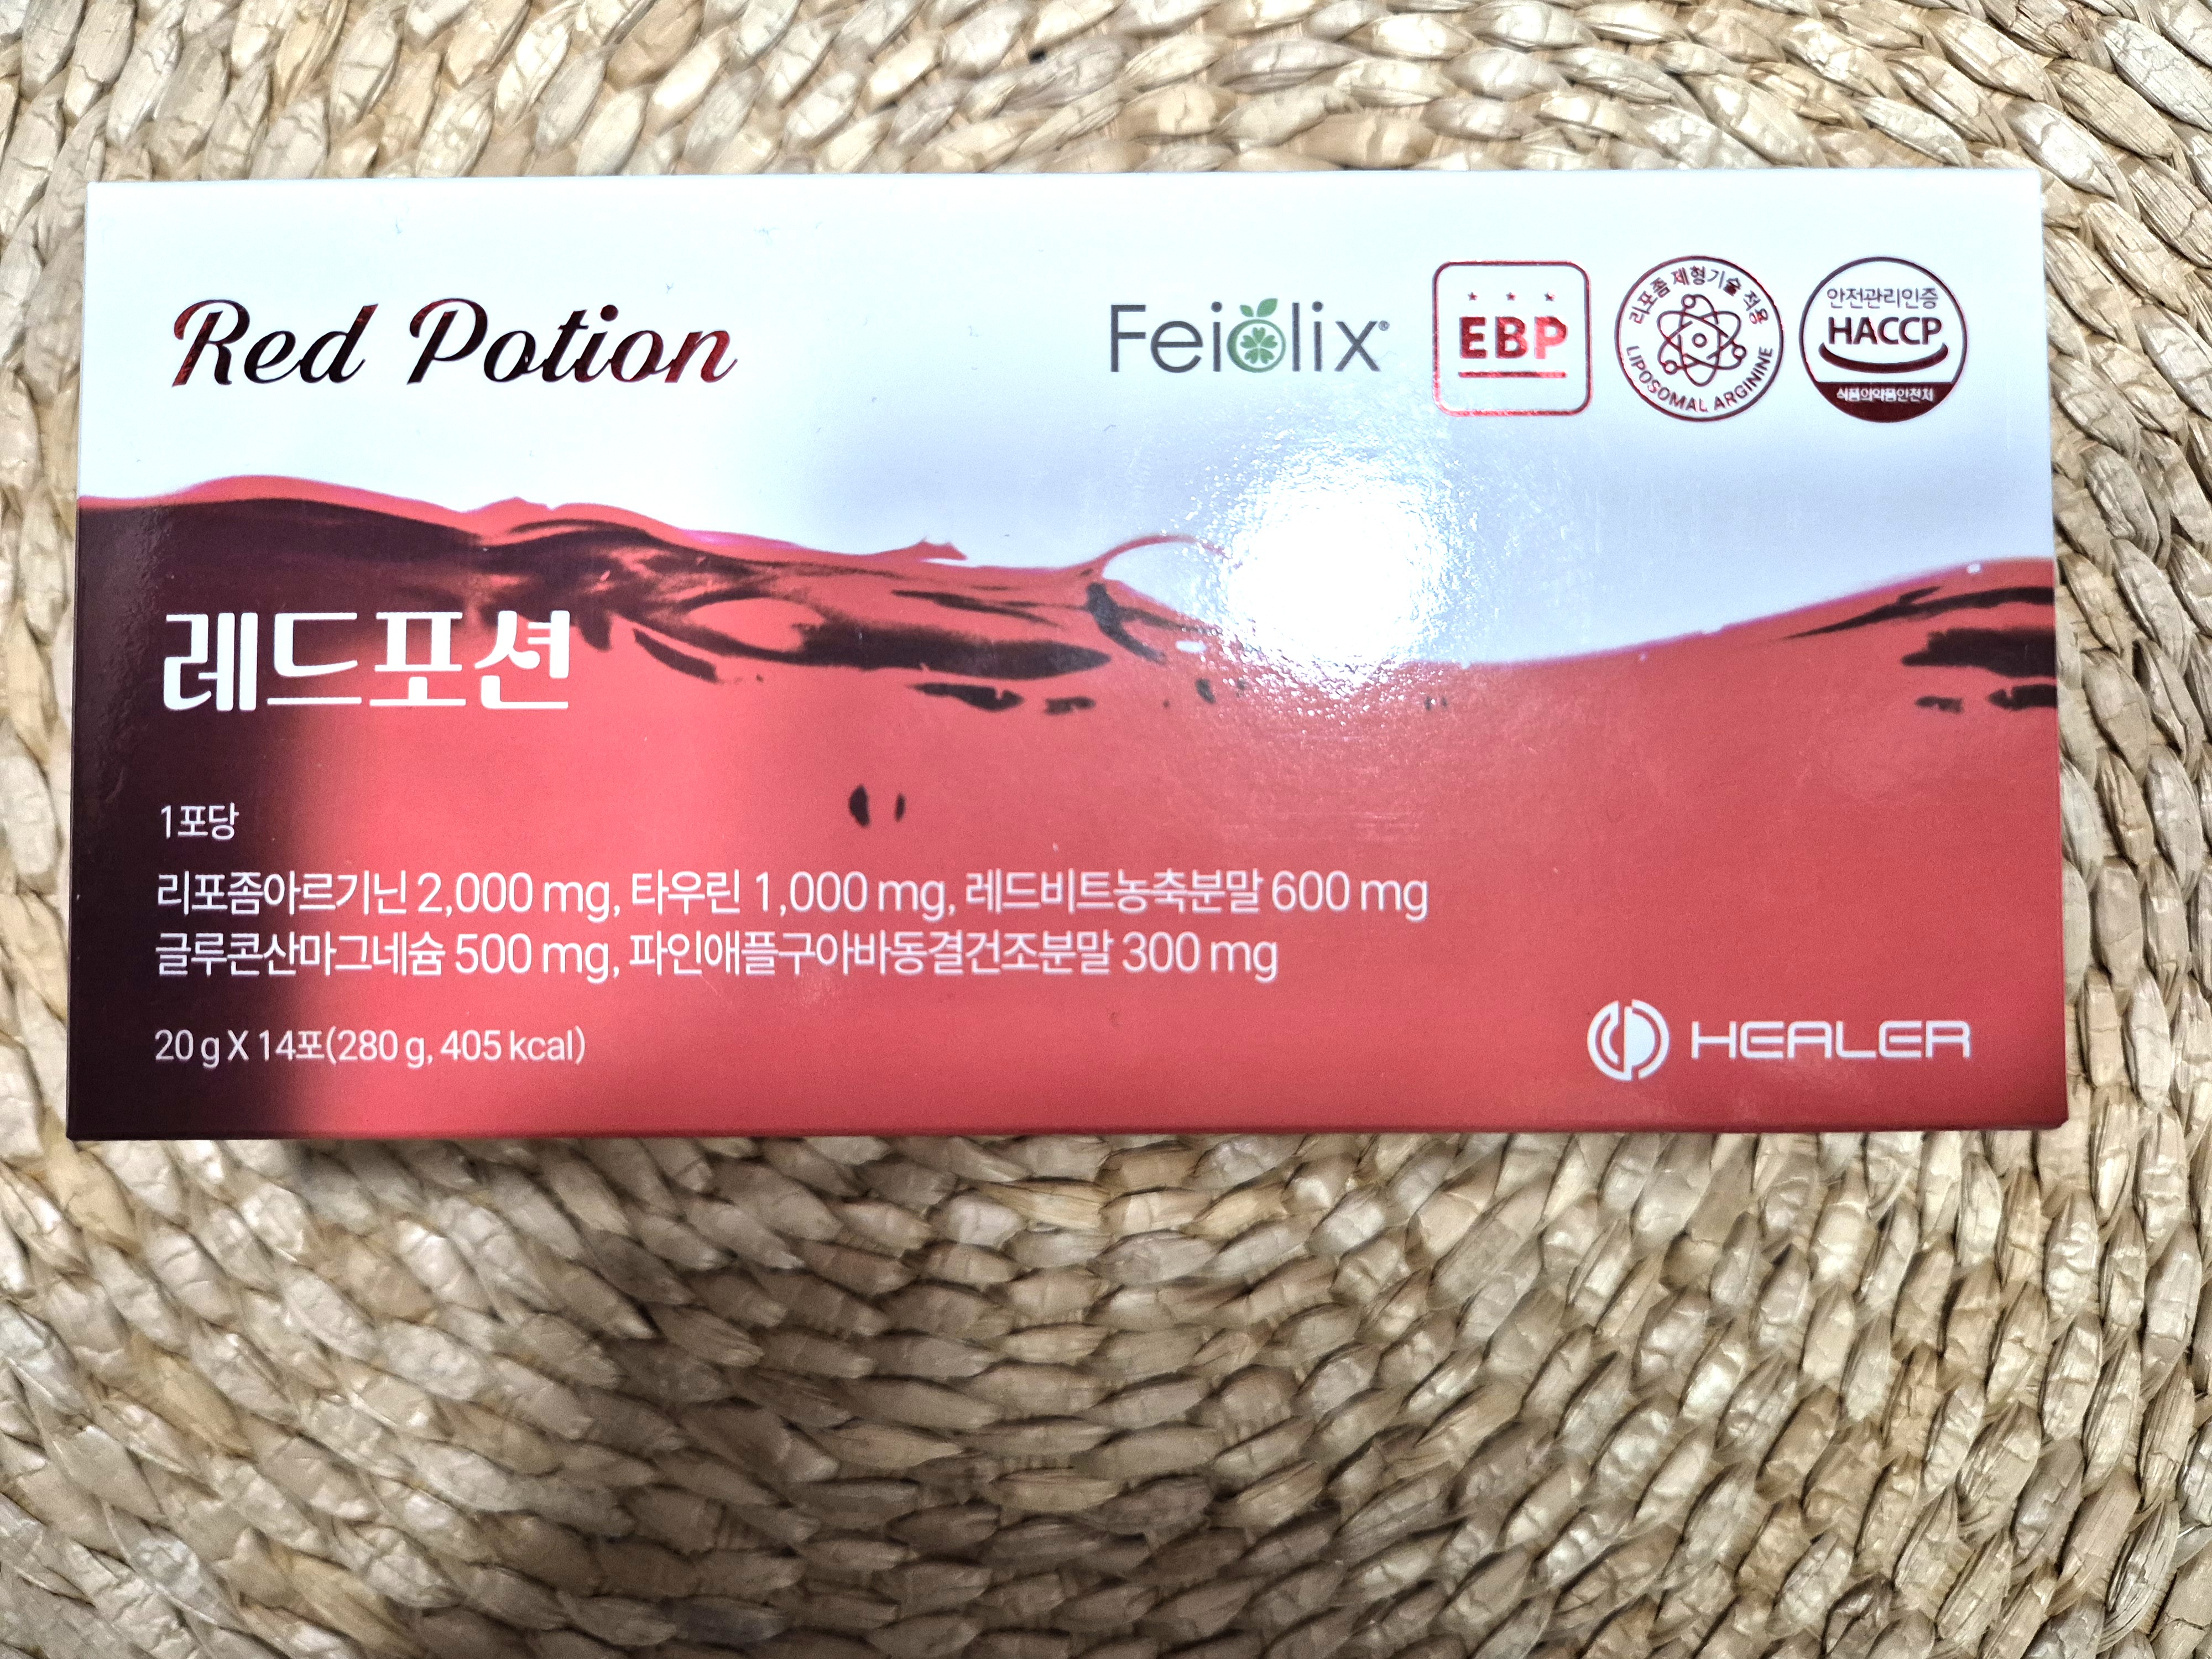 Red Potion
Feiolix®
EBP
리포좀 제형기술 적용
LIPOSOMAL ARGININE
안전관리인증
HACCP
식품의약품안전처
레드포션
1포당
리포좀아르기닌 2,000 mg, 타우린 1,000 mg, 레드비트농축분말 600 mg
글루콘산마그네슘 500 mg, 파인애플구아바동결건조분말 300 mg
20 g X 14포(280 g, 405 kcal)
HEALER